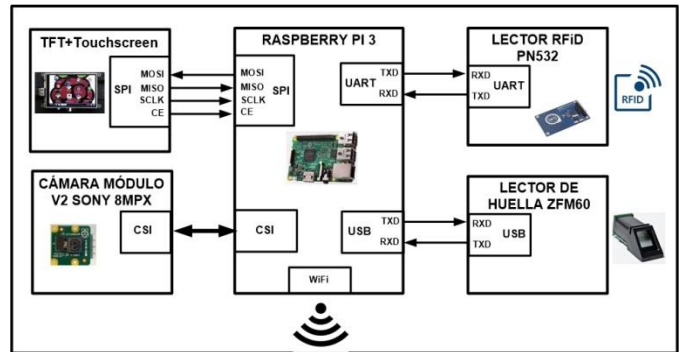 TFT+Touchscreen
SPI
MOSI
MISO
SCLK
CE
RASPBERRY PI 3
MOSI
MISO
SCLK
CE
SPI
UART
TXD
RXD
LECTOR RFiD
PN532
RXD
TXD
UART
RFID
CÁMARA MÓDULO
V2 SONY 8MPX
CSI
CSI
USB
TXD
RXD
WiFi
LECTOR DE
HUELLA ZFM60
RXD
TXD
USB